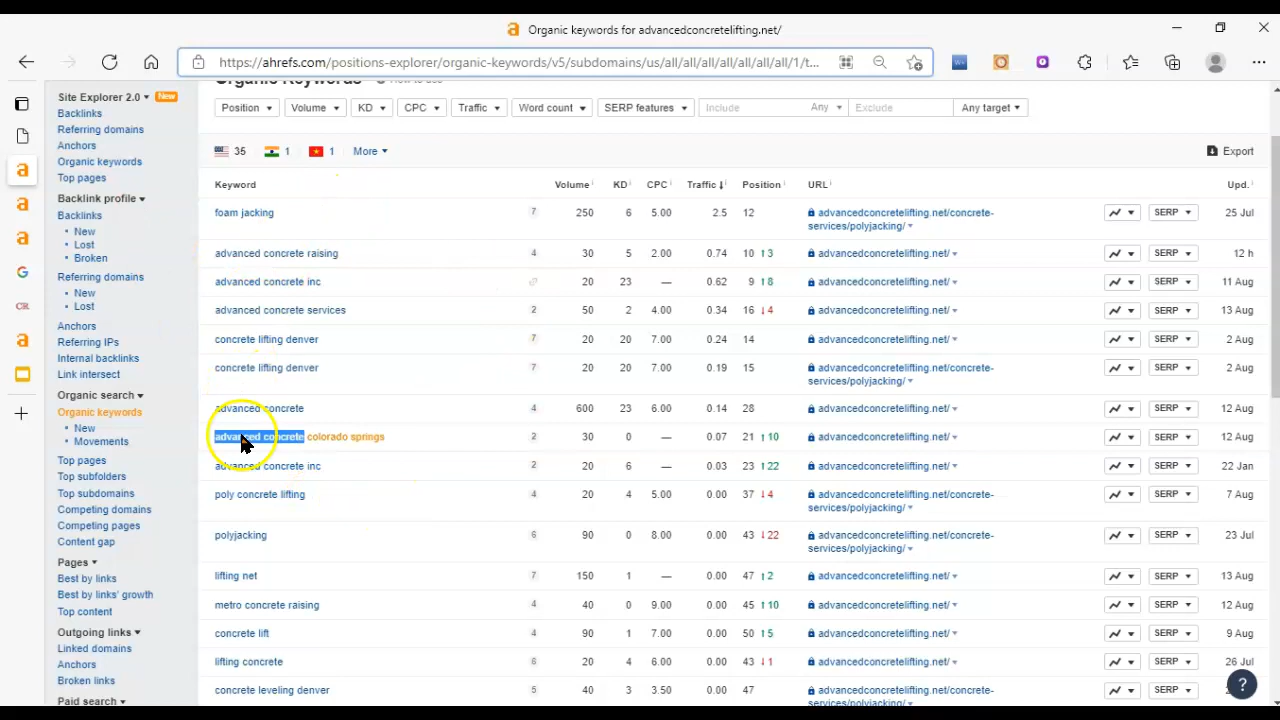 Organic keywords for advancedconcretelifting.net/
https://ahrefs.com/positions-explorer/organic-keywords/v5/subdomains/us/all/all/all/all/all/all/1/t...
Site Explorer 2.0 New
Backlinks
Referring domains
Anchors
Organic keywords
Top pages
Backlink profile
Backlinks
New
Lost
Broken
Referring domains
New
Lost
Anchors
Referring IPs
Internal backlinks
Link intersect
Organic search
Organic keywords
New
Movements
Top pages
Top subfolders
Top subdomains
Competing domains
Competing pages
Content gap
Pages
Best by links
Best by links' growth
Top content
Outgoing links
Linked domains
Anchors
Broken links
Paid search
Organic Keywords How to use
Position Volume KD CPC Traffic Word count SERP features Include Any Exclude Any target
35 1 1 More Export
Keyword Volume KD CPC Traffic Position URL Upd.
foam jacking 7 250 6 5.00 2.5 12 advancedconcretelifting.net/concrete- SERP 25 Jul
services/polyjacking/
advanced concrete raising 4 30 5 2.00 0.74 10 ↑3 advancedconcretelifting.net/ SERP 12 h
advanced concrete inc 20 23 — 0.62 9 ↑8 advancedconcretelifting.net/ SERP 11 Aug
advanced concrete services 2 50 2 4.00 0.34 16 ↓4 advancedconcretelifting.net/ SERP 13 Aug
concrete lifting denver 7 20 20 7.00 0.24 14 advancedconcretelifting.net/ SERP 2 Aug
concrete lifting denver 7 20 20 7.00 0.19 15 advancedconcretelifting.net/concrete- SERP 2 Aug
services/polyjacking/
advanced concrete 4 600 23 6.00 0.14 28 advancedconcretelifting.net/ SERP 12 Aug
advanced concrete colorado springs 2 30 0 — 0.07 21 ↑10 advancedconcretelifting.net/ SERP 12 Aug
advanced concrete inc 2 20 6 — 0.03 23 ↑22 advancedconcretelifting.net/ SERP 22 Jan
poly concrete lifting 4 20 4 5.00 0.00 37 ↓4 advancedconcretelifting.net/concrete- SERP 7 Aug
services/polyjacking/
polyjacking 6 90 0 8.00 0.00 43 ↓22 advancedconcretelifting.net/concrete- SERP 23 Jul
services/polyjacking/
lifting net 7 150 1 — 0.00 47 ↑2 advancedconcretelifting.net/ SERP 13 Aug
metro concrete raising 4 40 0 9.00 0.00 45 ↑10 advancedconcretelifting.net/ SERP 12 Aug
concrete lift 4 90 1 7.00 0.00 50 ↑5 advancedconcretelifting.net/ SERP 9 Aug
lifting concrete 6 20 4 6.00 0.00 43 ↓1 advancedconcretelifting.net/ SERP 26 Jul
concrete leveling denver 5 40 3 3.50 0.00 47 advancedconcretelifting.net/concrete- SERP
services/polyjacking/